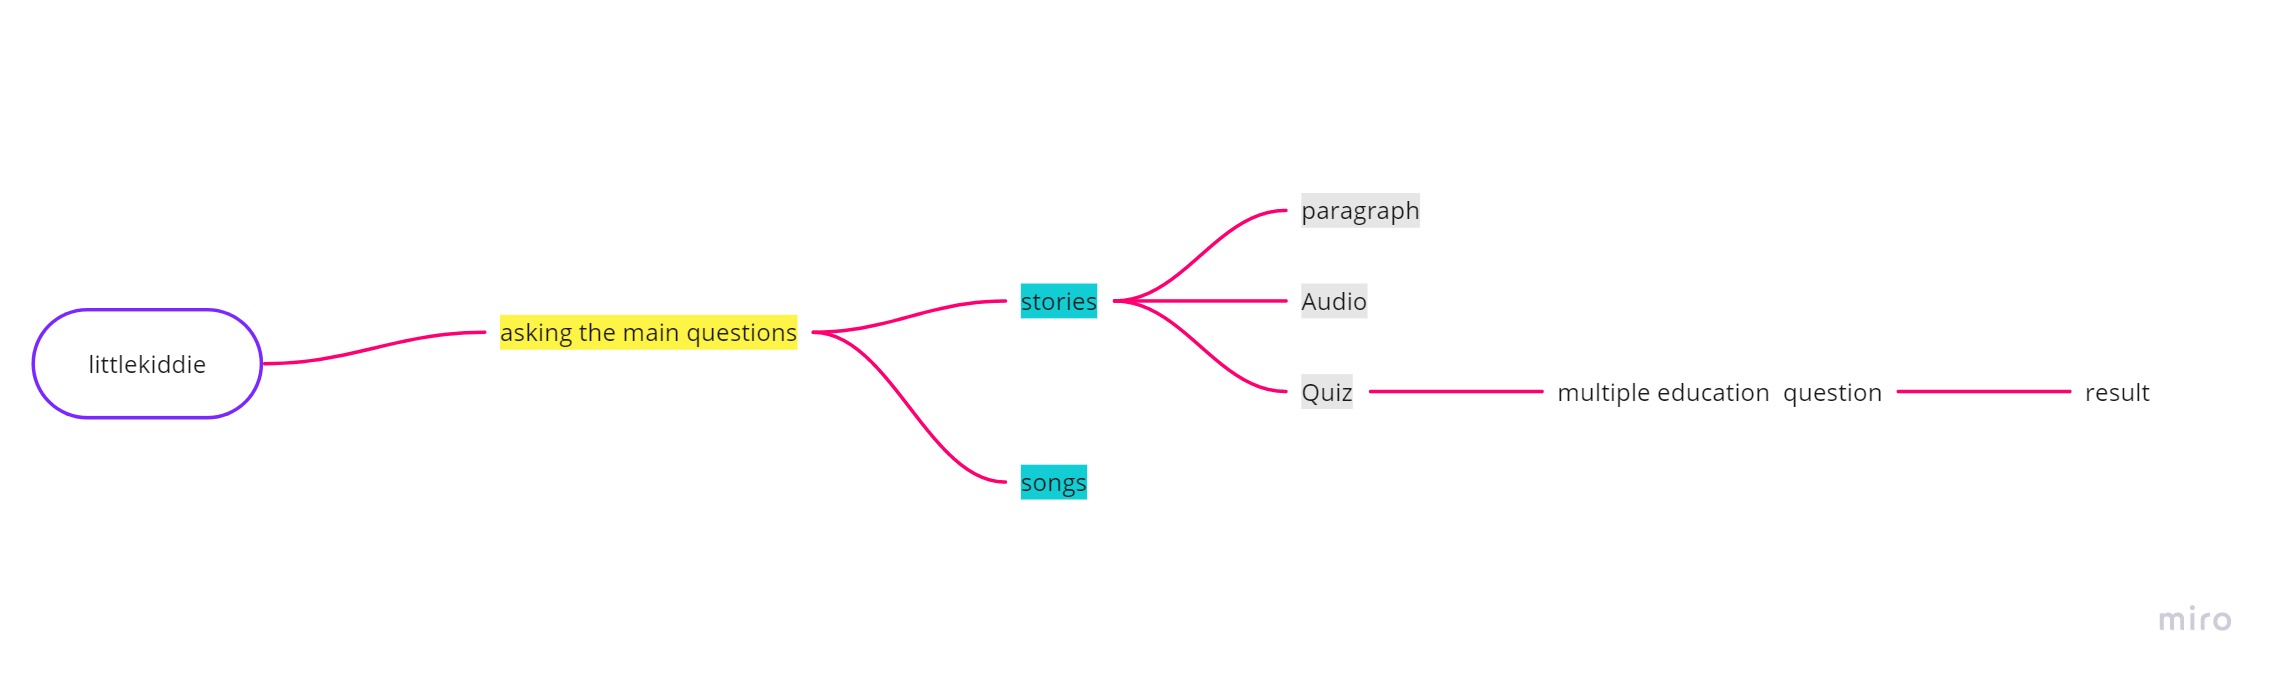 littlekiddie
asking the main questions
stories
paragraph
Audio
Quiz
multiple education  question
result
songs
miro